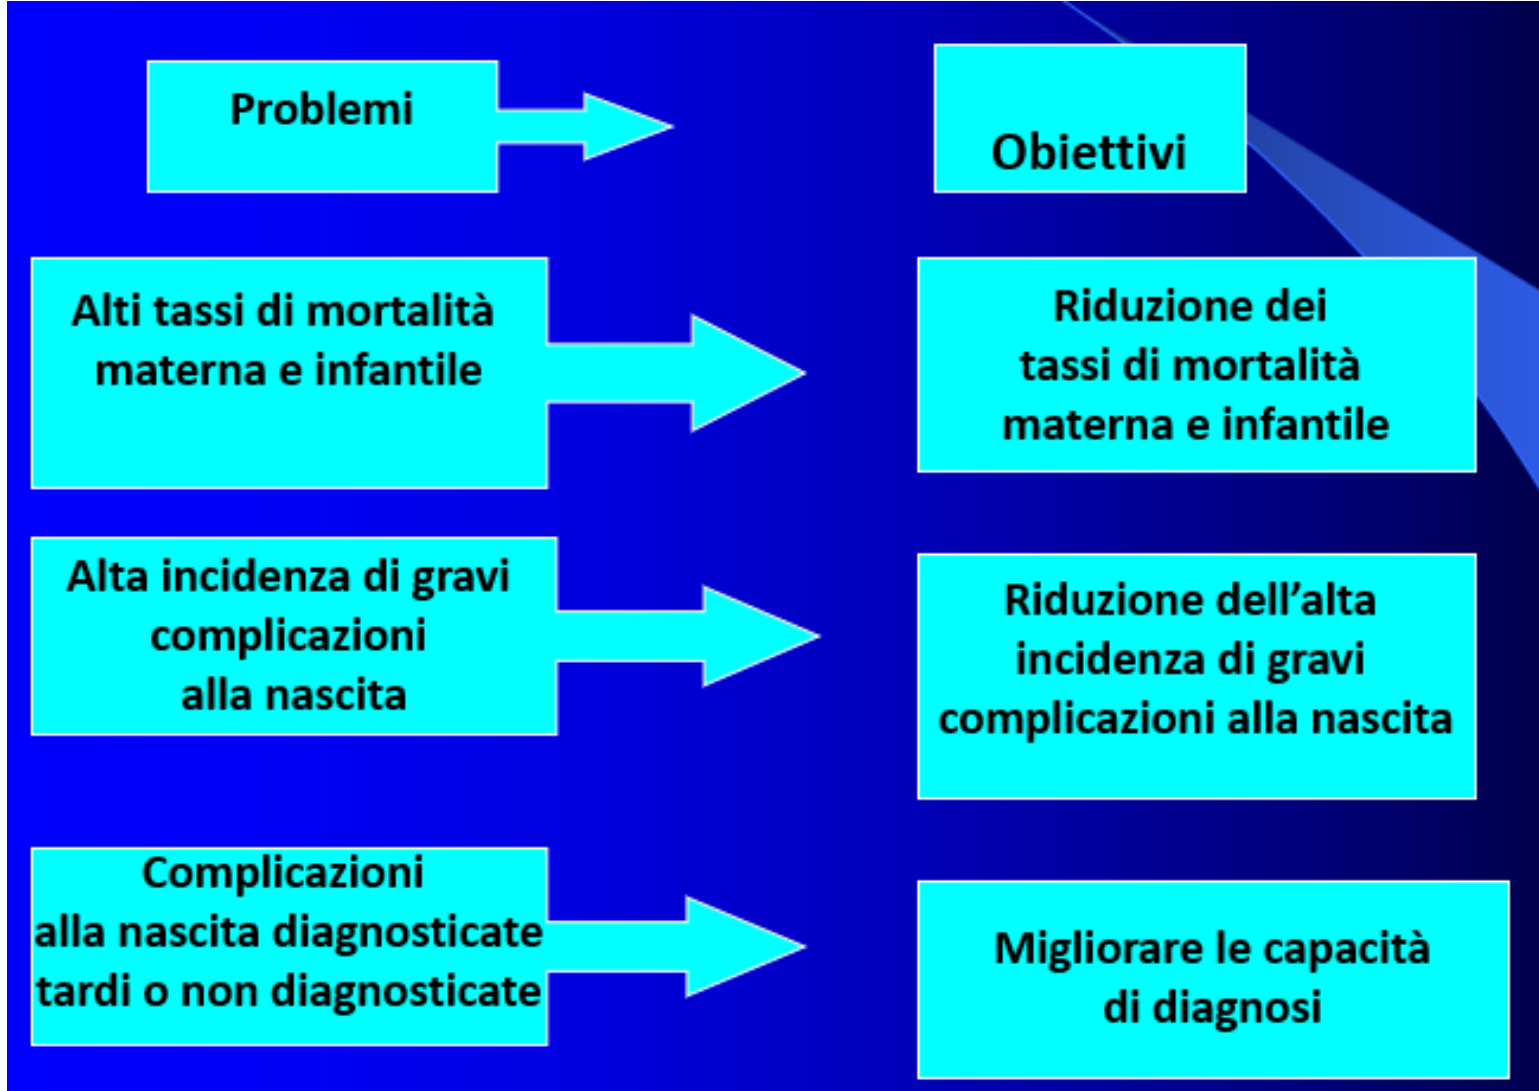 Problemi
Obiettivi
Alti tassi di mortalità
materna e infantile
Riduzione dei
tassi di mortalità
materna e infantile
Alta incidenza di gravi
complicazioni
alla nascita
Riduzione dell’alta
incidenza di gravi
complicazioni alla nascita
Complicazioni
alla nascita diagnosticate
tardi o non diagnosticate
Migliorare le capacità
di diagnosi